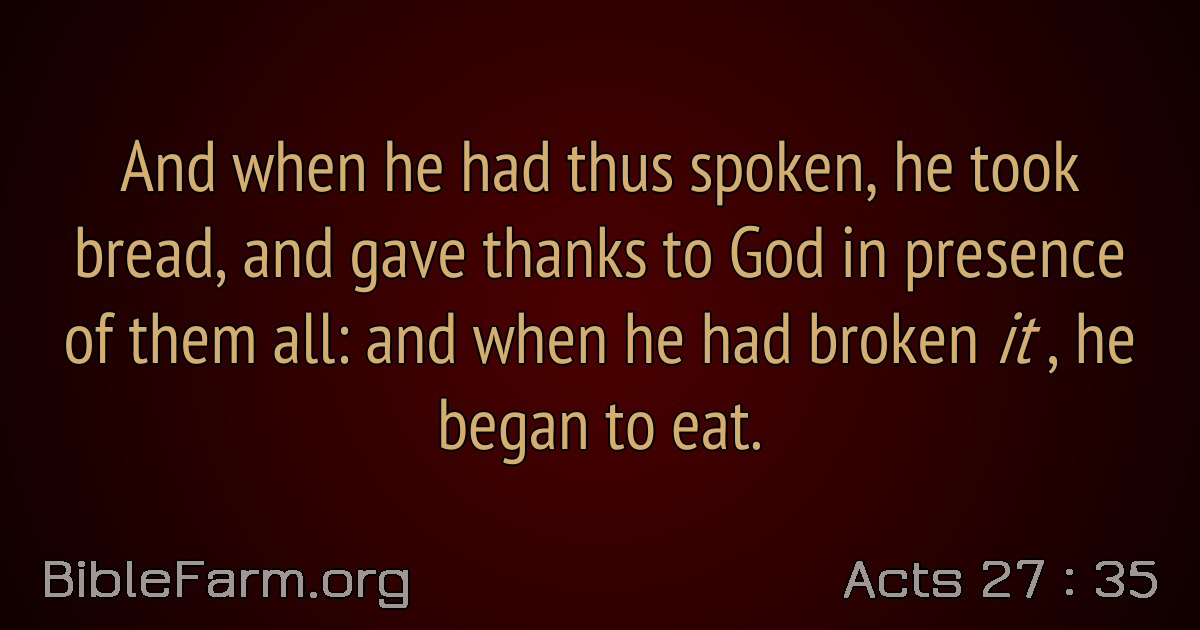 And when he had thus spoken, he took
bread, and gave thanks to God in presence
of them all: and when he had broken it , he
began to eat.
BibleFarm.org
Acts 27 : 35